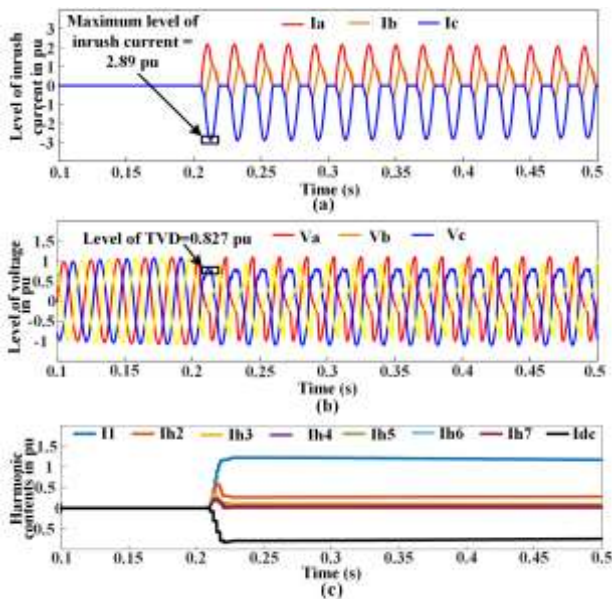 Maximum level of
inrush current =
2.89 pu
Ia Ib Ic
Level of inrush
current in pu
3
2
1
0
-1
-2
-3
0.1 0.15 0.2 0.25 0.3 0.35 0.4 0.45 0.5
Time (s)
(a)
Level of TVD=0.827 pu
Va Vb Vc
Level of voltage
in pu
1.5
1
0.5
0
-0.5
-1
0.1 0.15 0.2 0.25 0.3 0.35 0.4 0.45 0.5
Time (s)
(b)
I1 Ih2 Ih3 Ih4 Ih5 Ih6 Ih7 Idc
Harmonic
contents in pu
1.5
1
0.5
0
0.5
0.1 0.15 0.2 0.25 0.3 0.35 0.4 0.45 0.5
Time (s)
(c)